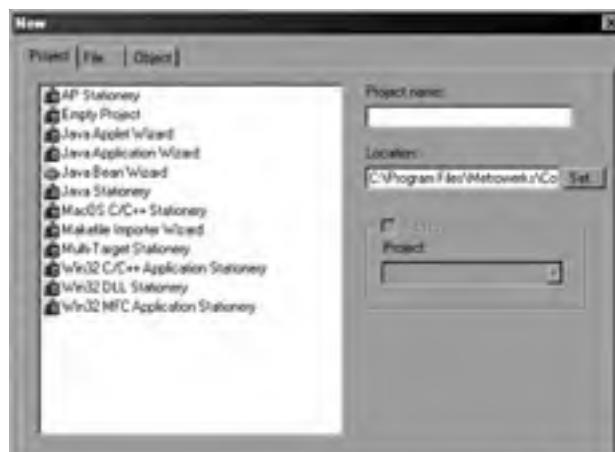 New
Project File Object
AP Stationery
Empty Project
Java Applet Wizard
Java Application Wizard
Java Bean Wizard
Java Stationery
MacOS C/C++ Stationery
Makefile Importer Wizard
Multi-Target Stationery
Win32 C/C++ Application Stationery
Win32 DLL Stationery
Win32 MFC Application Stationery
Project name:
Location:
C:\Program Files\Metrowerks\Co
Set...
Project: